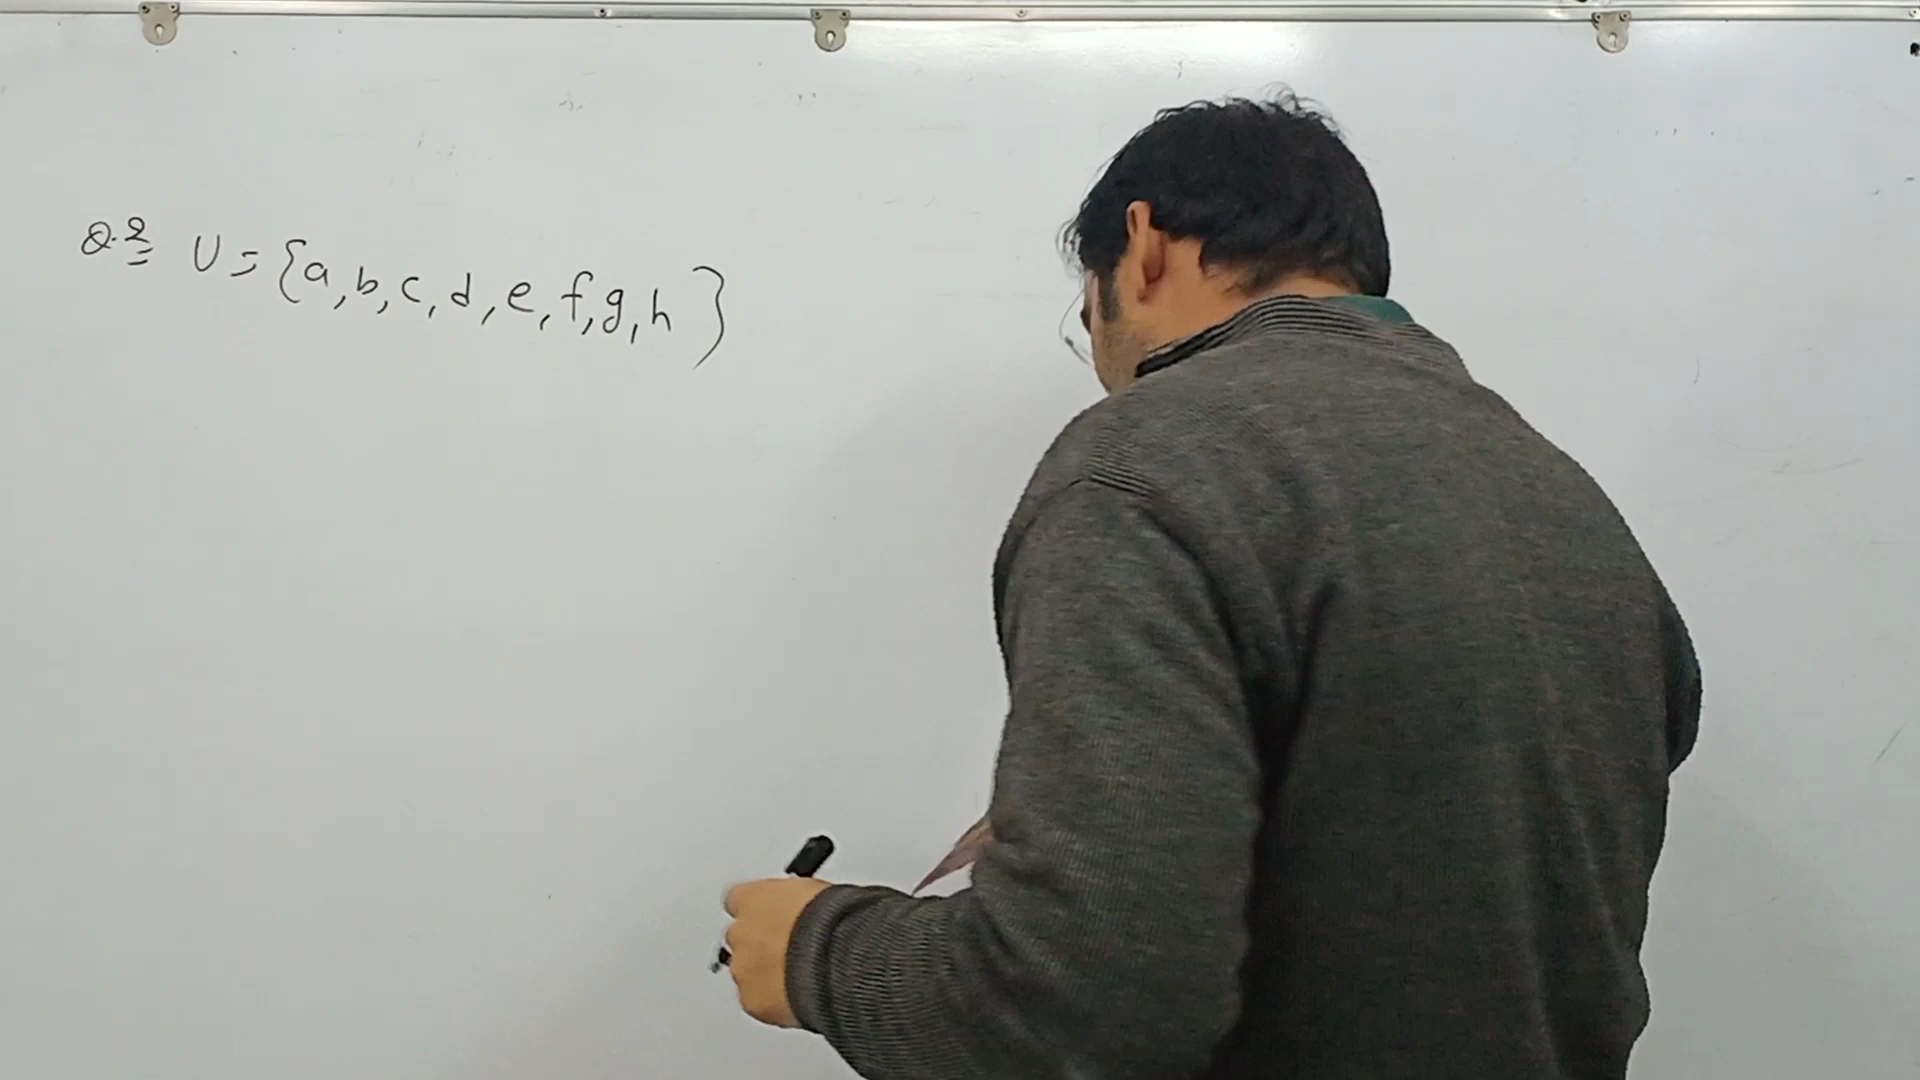 Q.2 U = {a, b, c, d, e, f, g, h }